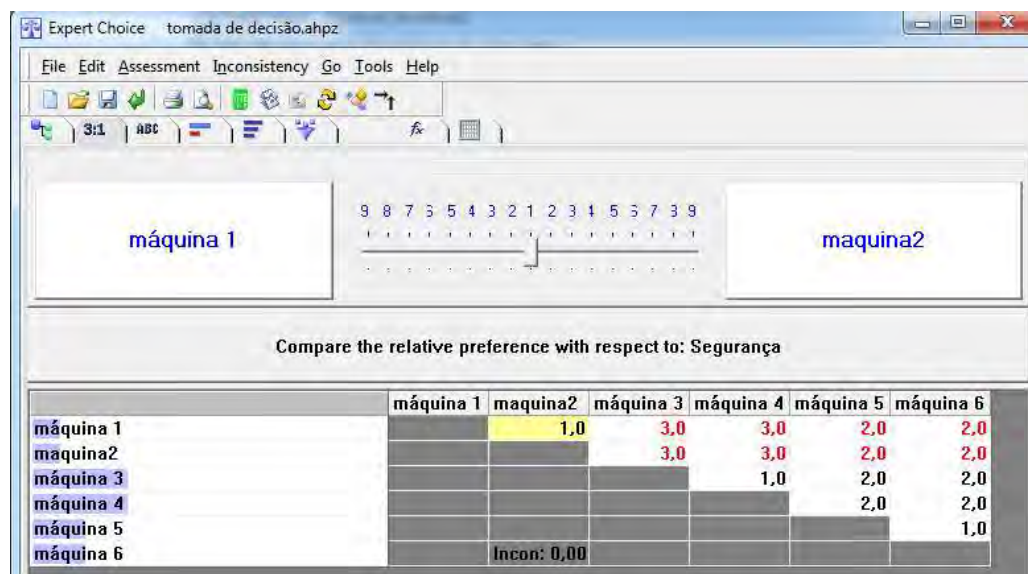 Expert Choice tomada de decisão.ahpz
File Edit Assessment Inconsistency Go Tools Help
3:1 ABC fx
9 8 7 6 5 4 3 2 1 2 3 4 5 6 7 8 9
máquina 1 maquina2
Compare the relative preference with respect to: Segurança
máquina 1 maquina2 máquina 3 máquina 4 máquina 5 máquina 6
máquina 1 1,0 3,0 3,0 2,0 2,0
maquina2 3,0 3,0 2,0 2,0
máquina 3 1,0 2,0 2,0
máquina 4 2,0 2,0
máquina 5 1,0
máquina 6 Incon: 0,00